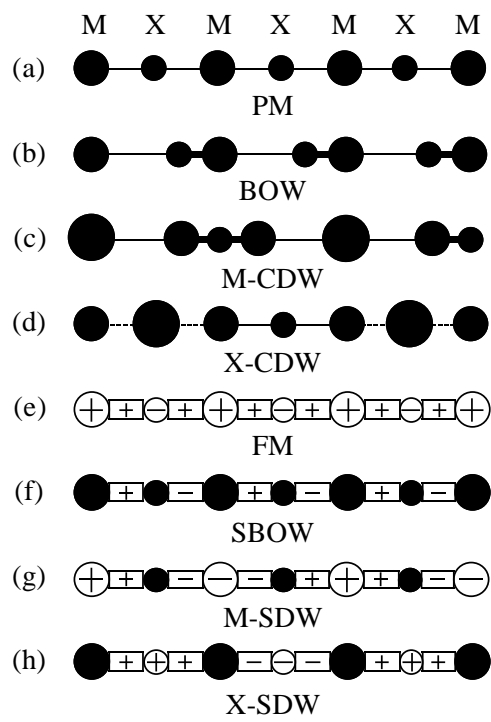 M X M X M X M
(a)
PM
(b)
BOW
(c)
M-CDW
(d)
X-CDW
(e) + + − + + + − + + + − + +
FM
(f) + − + − + −
SBOW
(g) + + − − − + + + − −
M-SDW
(h) + + + − − − + + +
X-SDW